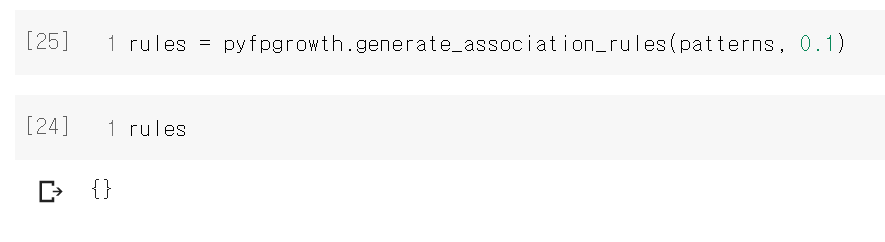 [25] 1 rules = pyfpgrowth.generate_association_rules(patterns, 0.1)
[24] 1 rules
{}